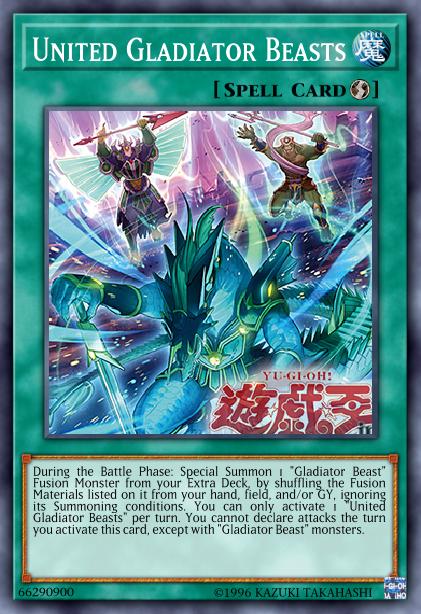 United Gladiator Beasts
SPELL
魔
[Spell Card]
YU-GI-OH!
遊戯王
During the Battle Phase: Special Summon 1 "Gladiator Beast"
Fusion Monster from your Extra Deck, by shuffling the Fusion
Materials listed on it from your hand, field, and/or GY, ignoring
its Summoning conditions. You can only activate 1 "United
Gladiator Beasts" per turn. You cannot declare attacks the turn
you activate this card, except with "Gladiator Beast" monsters.
66290900
©1996 KAZUKI TAKAHASHI